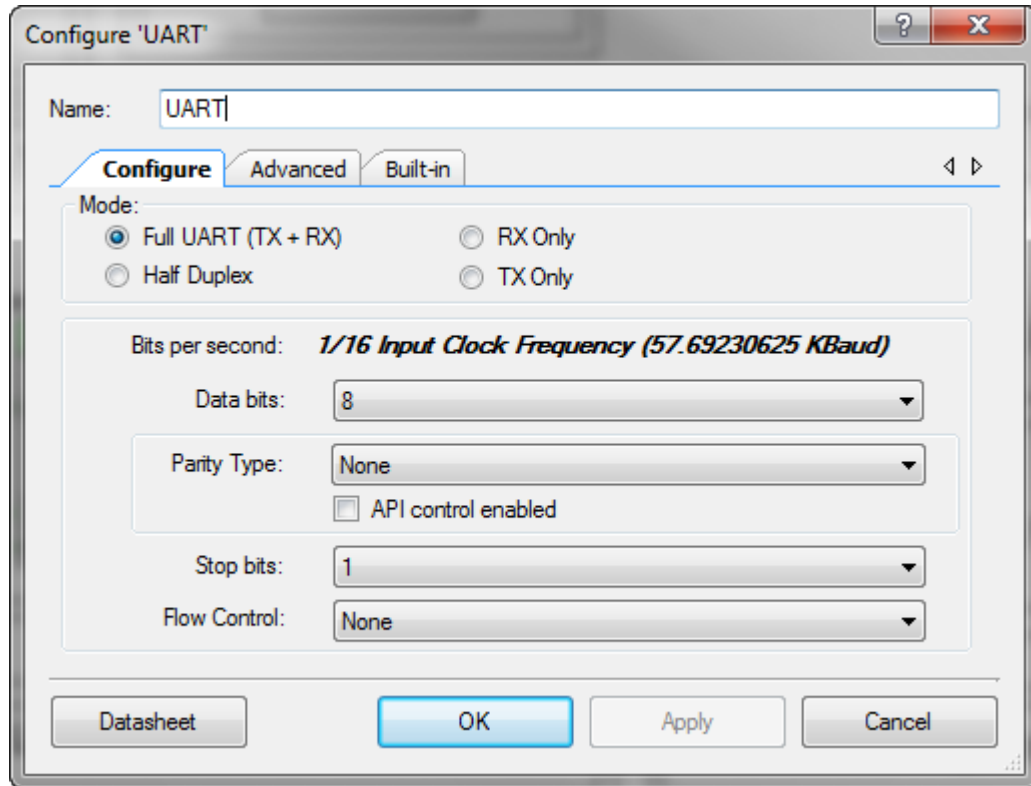 Configure 'UART'
Name: UART
Configure Advanced Built-in
Mode:
Full UART (TX + RX) RX Only
Half Duplex TX Only
Bits per second: 1/16 Input Clock Frequency (57.69230625 KBaud)
Data bits: 8
Parity Type: None
API control enabled
Stop bits: 1
Flow Control: None
Datasheet OK Apply Cancel